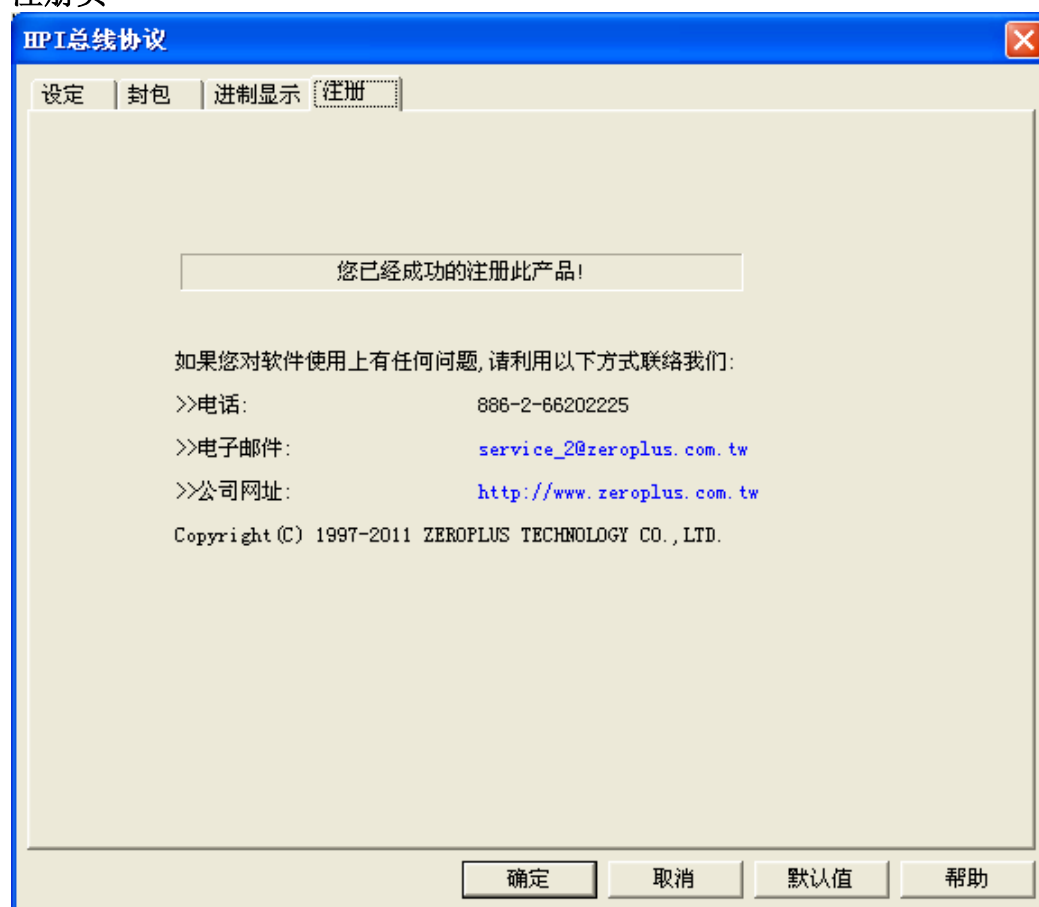 注册页
HPI总线协议
设定 封包 进制显示 注册
您已经成功的注册此产品!
如果您对软件使用上有任何问题,请利用以下方式联络我们:
>>电话: 886-2-66202225
>>电子邮件: service_2@zeroplus.com.tw
>>公司网址: http://www.zeroplus.com.tw
Copyright(C) 1997-2011 ZEROPLUS TECHNOLOGY CO.,LTD.
确定 取消 默认值 帮助